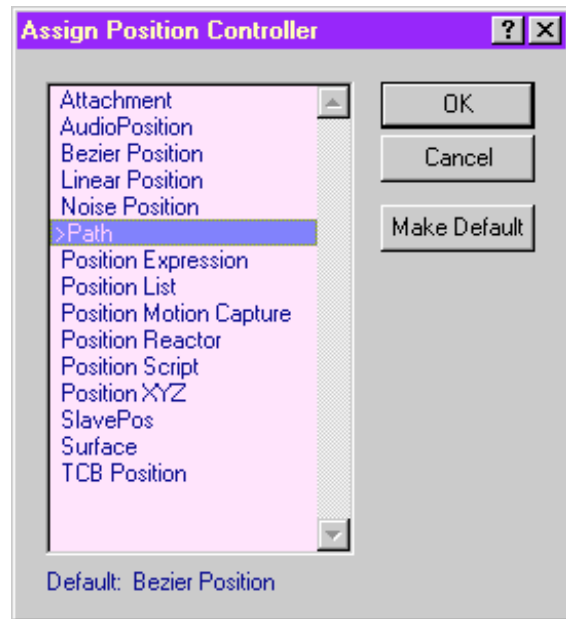 Assign Position Controller ? X
Attachment
AudioPosition
Bezier Position
Linear Position
Noise Position
>Path
Position Expression
Position List
Position Motion Capture
Position Reactor
Position Script
Position XYZ
SlavePos
Surface
TCB Position
OK
Cancel
Make Default
Default: Bezier Position